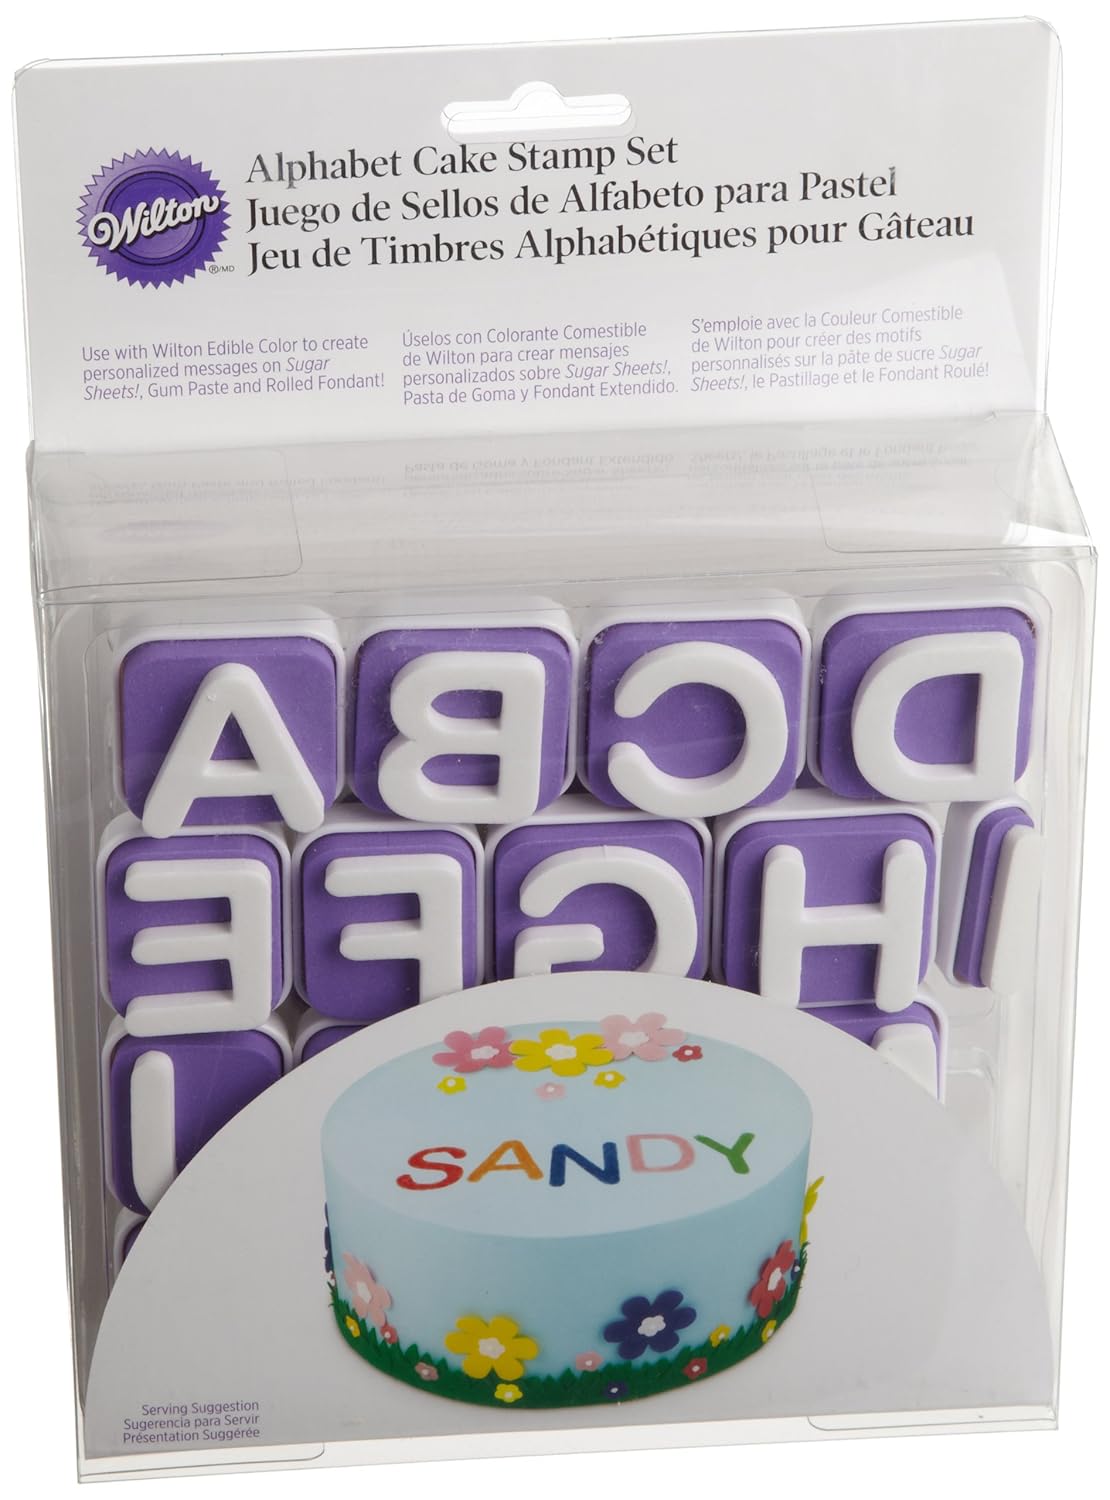 Wilton
®/MD
Alphabet Cake Stamp Set
Juego de Sellos de Alfabeto para Pastel
Jeu de Timbres Alphabétiques pour Gâteau
Use with Wilton Edible Color to create
personalized messages on Sugar
Sheets!, Gum Paste and Rolled Fondant!
Úselos con Colorante Comestible
de Wilton para crear mensajes
personalizados sobre Sugar Sheets!,
Pasta de Goma y Fondant Extendido.
S'emploie avec la Couleur Comestible
de Wilton pour créer des motifs
personnalisés sur la pâte de sucre Sugar
Sheets!, le Pastillage et le Fondant Roulé!
A B C D
E F G H I
SANDY
Serving Suggestion
Sugerencia para Servir
Présentation Suggérée